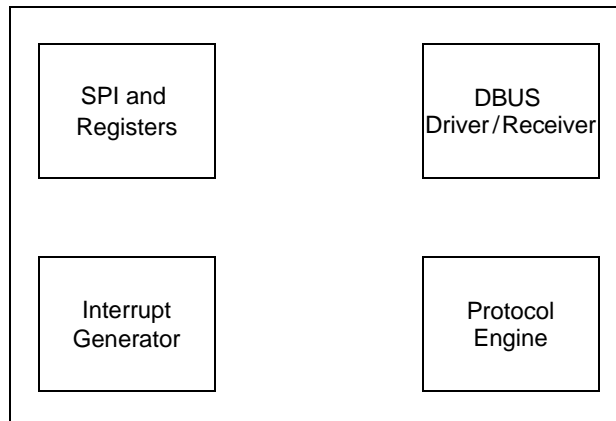 SPI and
Registers
DBUS
Driver/Receiver
Interrupt
Generator
Protocol
Engine